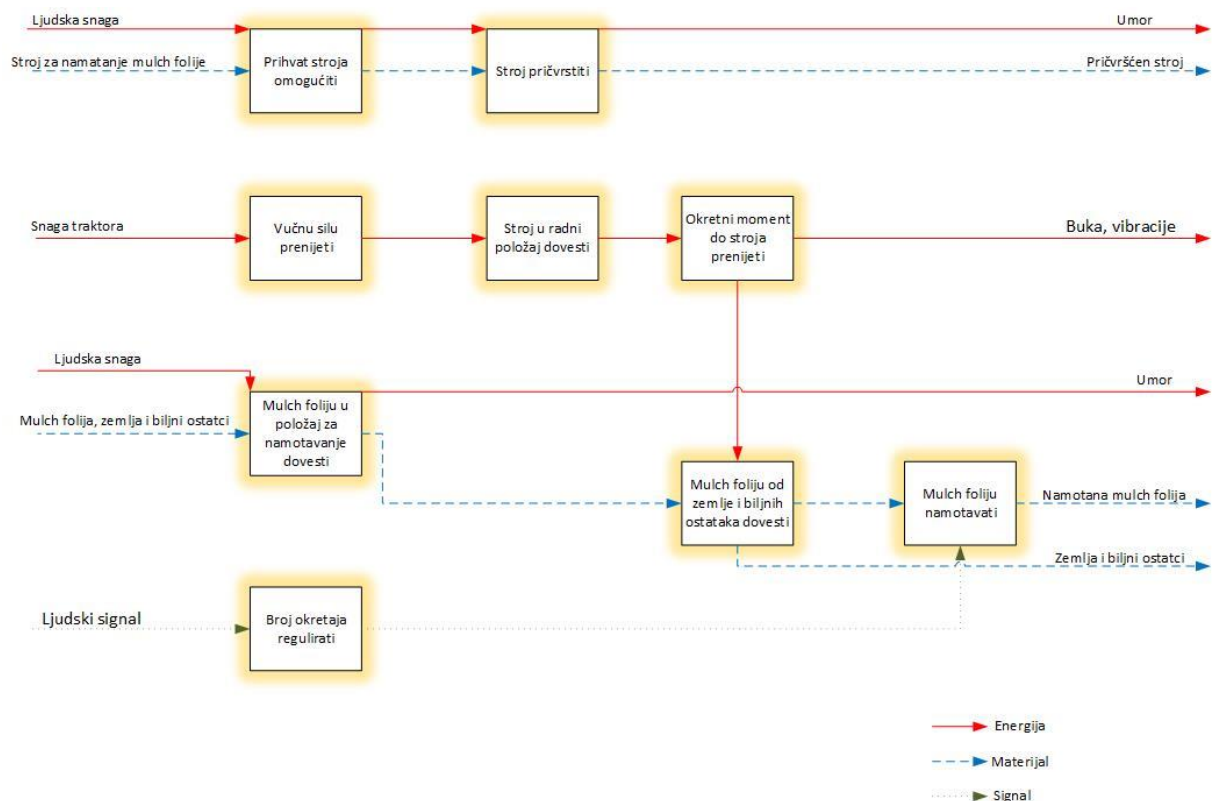 Ljudska snaga
Umor
Stroj za namatanje mulch folije
Prihvat stroja
omogućiti
Stroj pričvrstiti
Pričvršćen stroj
Snaga traktora
Vučnu silu
prenijeti
Stroj u radni
položaj dovesti
Okretni moment
do stroja
prenijeti
Buka, vibracije
Ljudska snaga
Umor
Mulch folija, zemlja i biljni ostatci
Mulch foliju u
položaj za
namotavanje
dovesti
Mulch foliju od
zemlje i biljnih
ostataka dovesti
Mulch foliju
namotavati
Namotana mulch folija
Zemlja i biljni ostatci
Ljudski signal
Broj okretaja
regulirati
Energija
Materijal
Signal